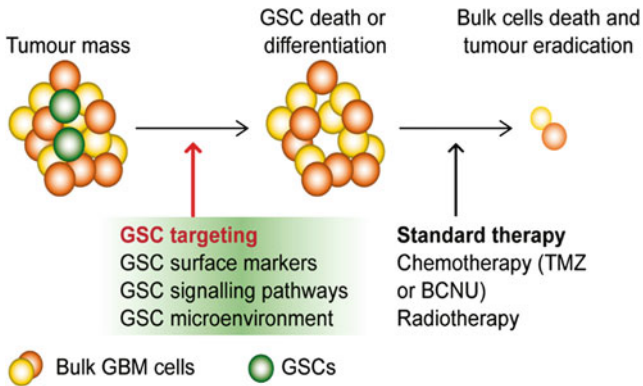 Tumour mass
GSC death or
differentiation
Bulk cells death and
tumour eradication
GSC targeting
GSC surface markers
GSC signalling pathways
GSC microenvironment
Standard therapy
Chemotherapy (TMZ
or BCNU)
Radiotherapy
Bulk GBM cells
GSCs